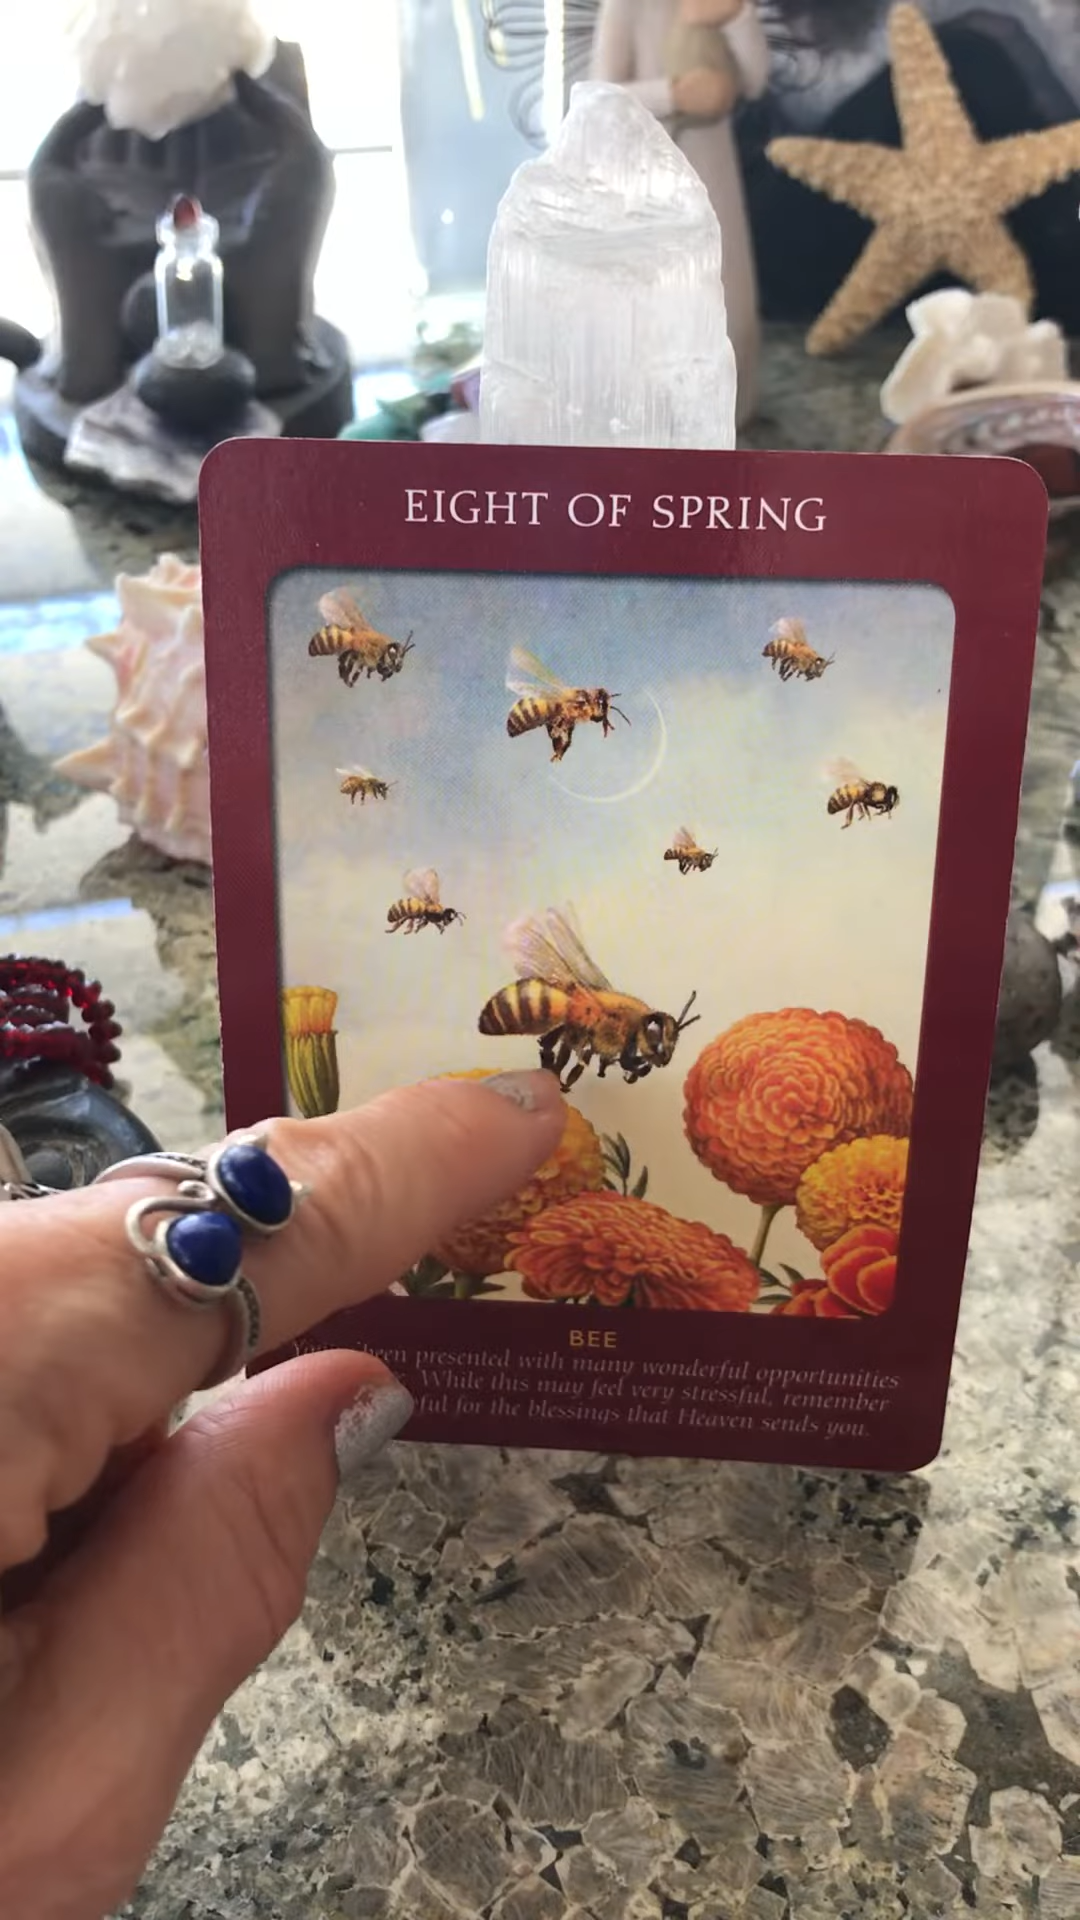 EIGHT OF SPRING
BEE
been presented with many wonderful opportunities
While this may feel very stressful, remember
for the blessings that Heaven sends you.